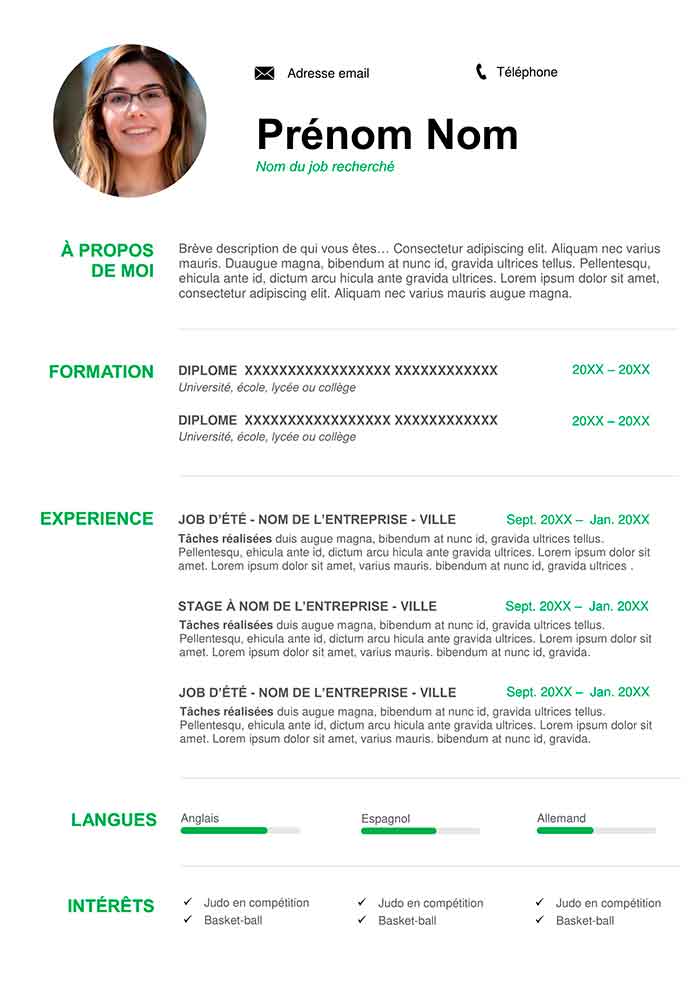 Adresse email
Téléphone
Prénom Nom
Nom du job recherché
À PROPOS
DE MOI
Brève description de qui vous êtes… Consectetur adipiscing elit. Aliquam nec varius
mauris. Duaugue magna, bibendum at nunc id, gravida ultrices tellus. Pellentesqu,
ehicula ante id, dictum arcu hicula gravida ultrices. Lorem ipsum dolor sit amet,
consectetur adipiscing elit. Aliquam nec varius mauris augue magna.
FORMATION
DIPLOME XXXXXXXXXXXXXXXXX XXXXXXXXXXXX
20XX – 20XX
Université, école, lycée ou collège
DIPLOME XXXXXXXXXXXXXXXXX XXXXXXXXXXXX
20XX – 20XX
Université, école, lycée ou collège
EXPERIENCE
JOB D’ÉTÉ - NOM DE L’ENTREPRISE - VILLE
Sept. 20XX – Jan. 20XX
Tâches réalisées duis augue magna, bibendum at nunc id, gravida ultrices tellus.
Pellentesqu, ehicula ante id, dictum arcu hicula gravida ultrices. Lorem ipsum dolor sit
amet. Lorem ipsum dolor sit amet, varius mauris. bibendum at nunc id, gravida ultrices .
STAGE À NOM DE L’ENTREPRISE - VILLE
Sept. 20XX – Jan. 20XX
Tâches réalisées duis augue magna, bibendum at nunc id, gravida ultrices tellus.
Pellentesqu, ehicula ante id, dictum arcu hicula ante gravida ultrices. Lorem ipsum dolor sit
amet. Lorem ipsum dolor sit amet, varius mauris. bibendum at nunc id, gravida.
JOB D’ÉTÉ - NOM DE L’ENTREPRISE - VILLE
Sept. 20XX – Jan. 20XX
Tâches réalisées duis augue magna, bibendum at nunc id, gravida ultrices tellus.
Pellentesqu, ehicula ante id, dictum arcu hicula ante gravida ultrices. Lorem ipsum dolor sit
amet. Lorem ipsum dolor sit amet, varius mauris. bibendum at nunc id, gravida.
LANGUES
Anglais
Espagnol
Allemand
INTÉRÊTS
✓ Judo en compétition
✓ Judo en compétition
✓ Judo en compétition
✓ Basket-ball
✓ Basket-ball
✓ Basket-ball